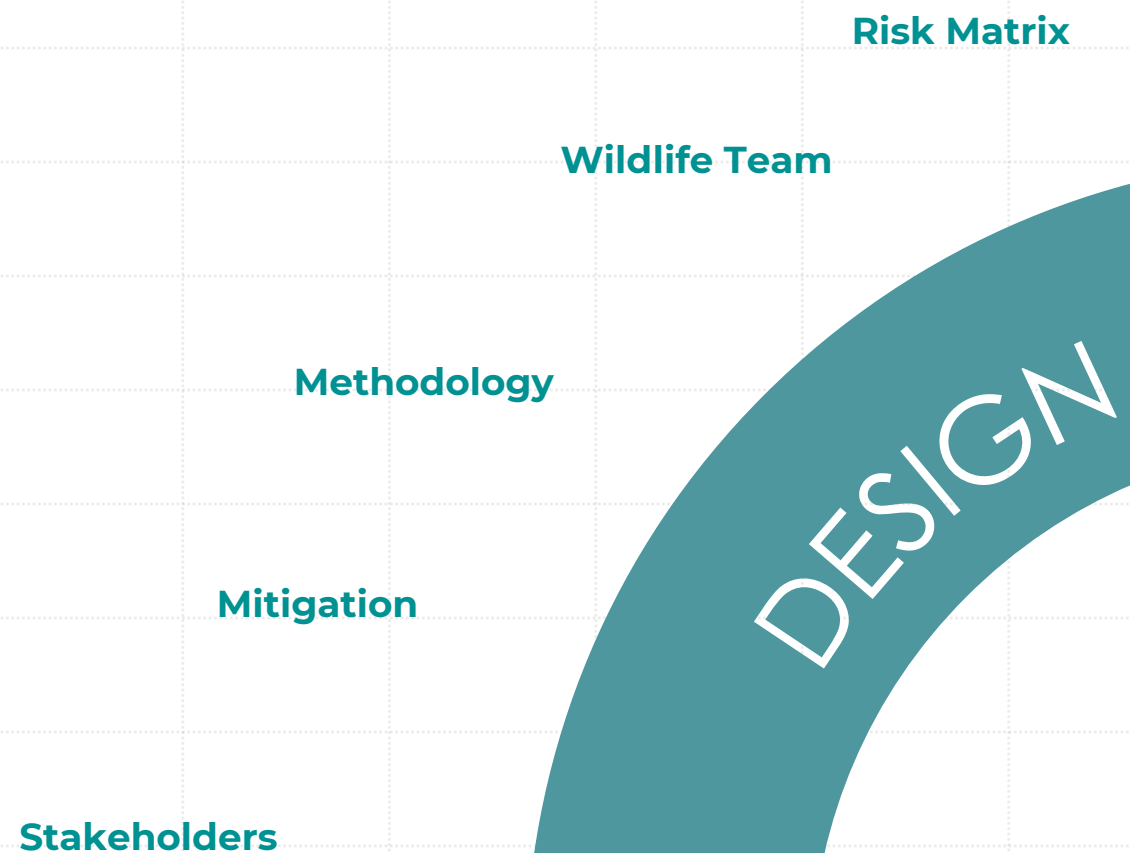 Risk Matrix
Wildlife Team
Methodology
DESIGN
Mitigation
Stakeholders